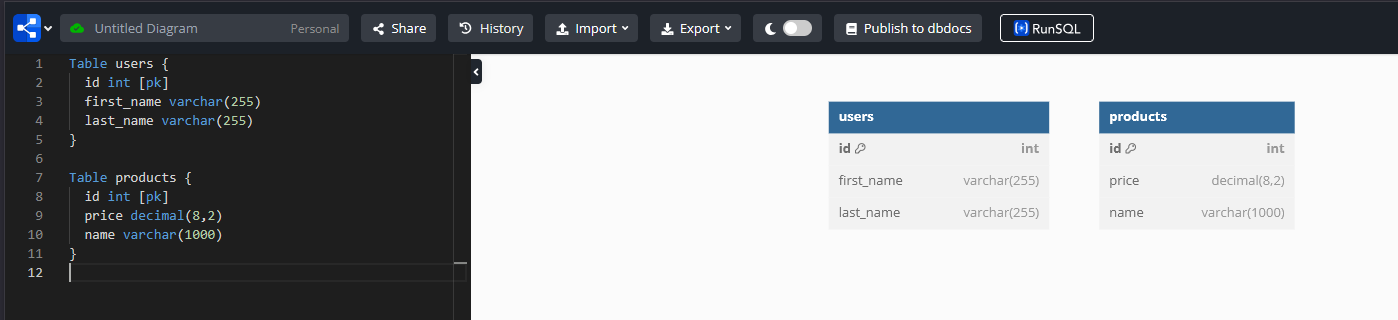 Untitled Diagram Personal Share History Import Export Publish to dbdocs RunSQL
1 Table users {
2 id int [pk]
3 first_name varchar(255)
4 last_name varchar(255)
5 }
6
7 Table products {
8 id int [pk]
9 price decimal(8,2)
10 name varchar(1000)
11 }
12
users
id int
first_name varchar(255)
last_name varchar(255)
products
id int
price decimal(8,2)
name varchar(1000)